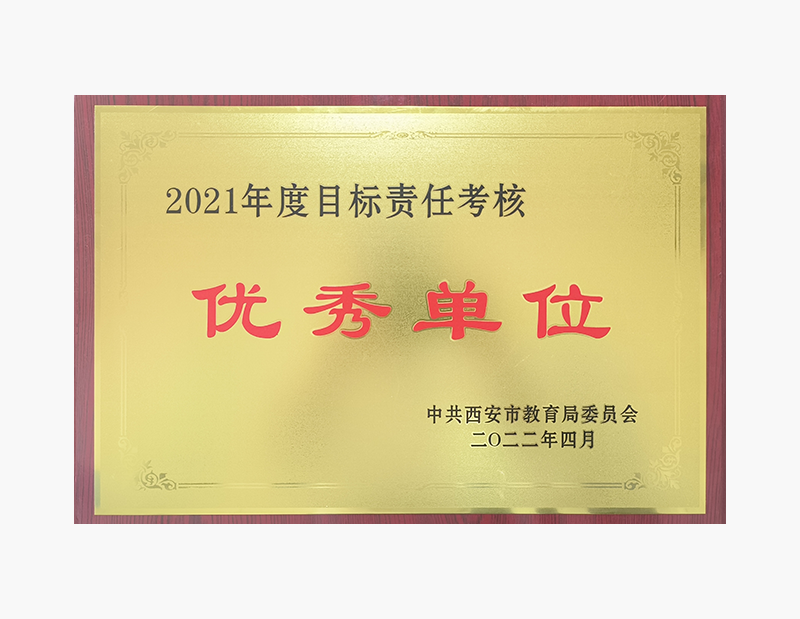 2021年度目标责任考核
优秀单位
中共西安市教育局委员会
二〇二二年四月